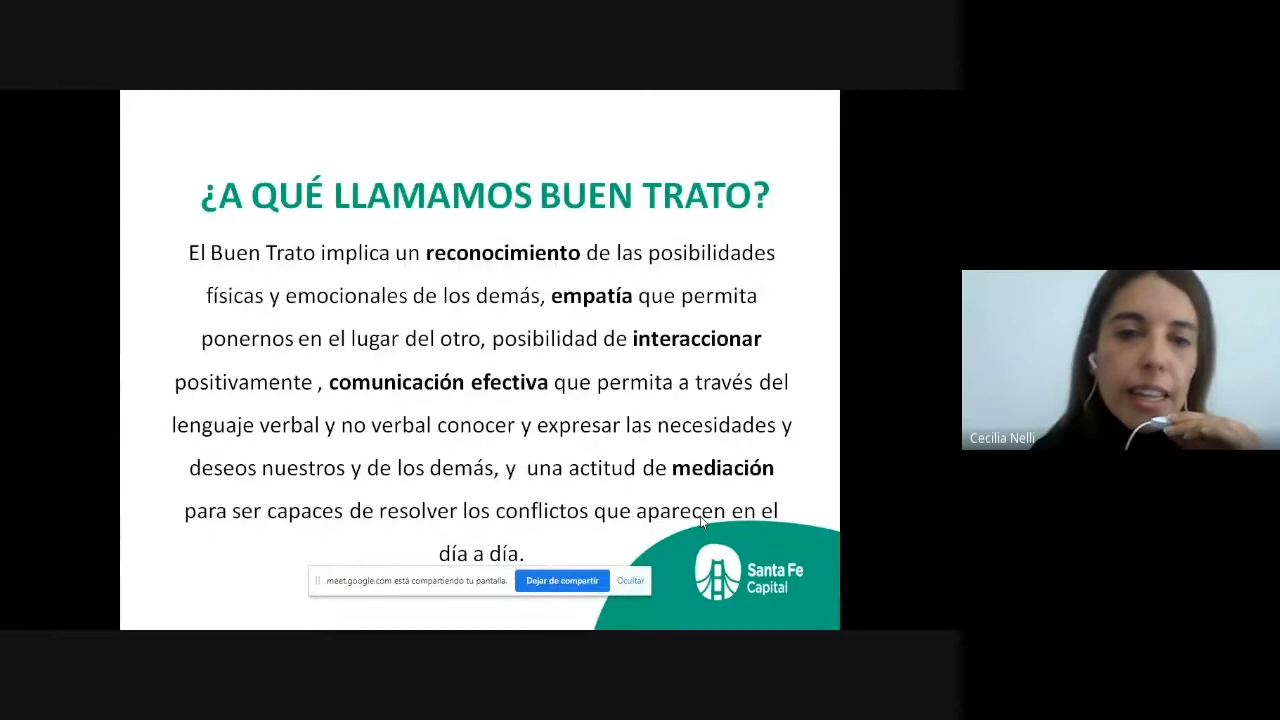 ¿A QUÉ LLAMAMOS BUEN TRATO?
El Buen Trato implica un reconocimiento de las posibilidades
físicas y emocionales de los demás, empatía que permita
ponernos en el lugar del otro, posibilidad de interaccionar
positivamente , comunicación efectiva que permita a través del
lenguaje verbal y no verbal conocer y expresar las necesidades y
deseos nuestros y de los demás, y una actitud de mediación
para ser capaces de resolver los conflictos que aparecen en el
día a día.
meet.google.com está compartiendo tu pantalla. Dejar de compartir Ocultar
Santa Fe
Capital
Cecilia Nelli